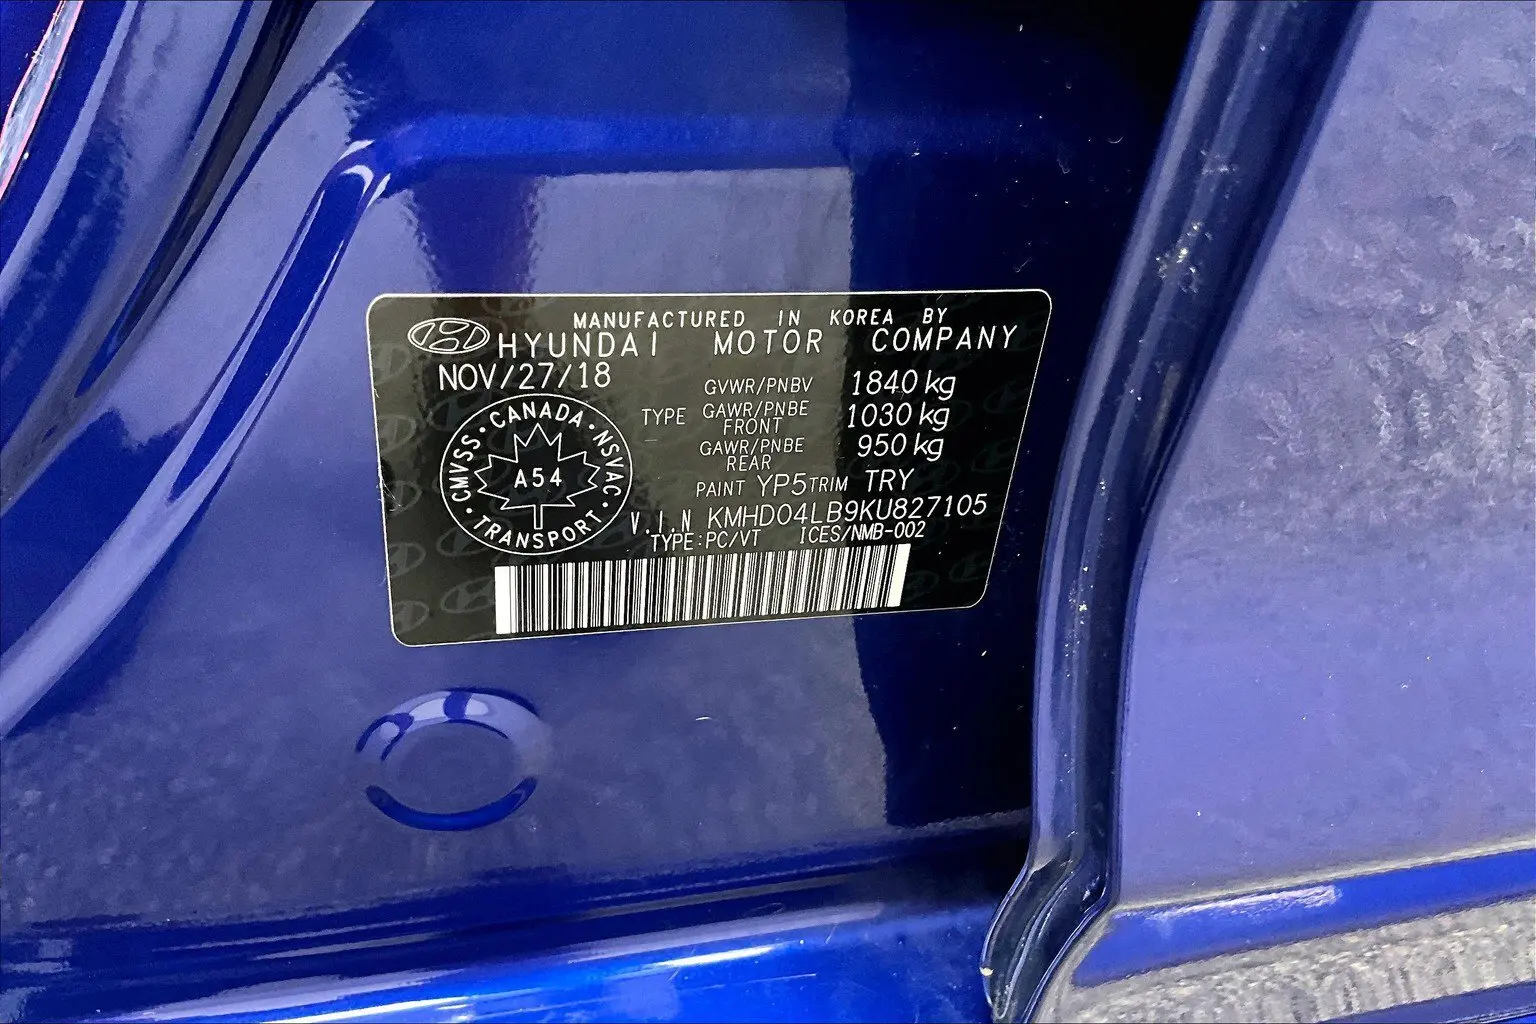 MANUFACTURED IN KOREA BY
HYUNDAI MOTOR COMPANY
NOV/27/18
GVWR/PNBV 1840 kg
TYPE GAWR/PNBE FRONT 1030 kg
GAWR/PNBE REAR 950 kg
PAINT YP5 TRIM TRY
V.I.N KMHD04LB9KU827105
TYPE:PC/VT ICES/NMB-002
CMVSS · CANADA · NSVAC · TRANSPORT ·
A54